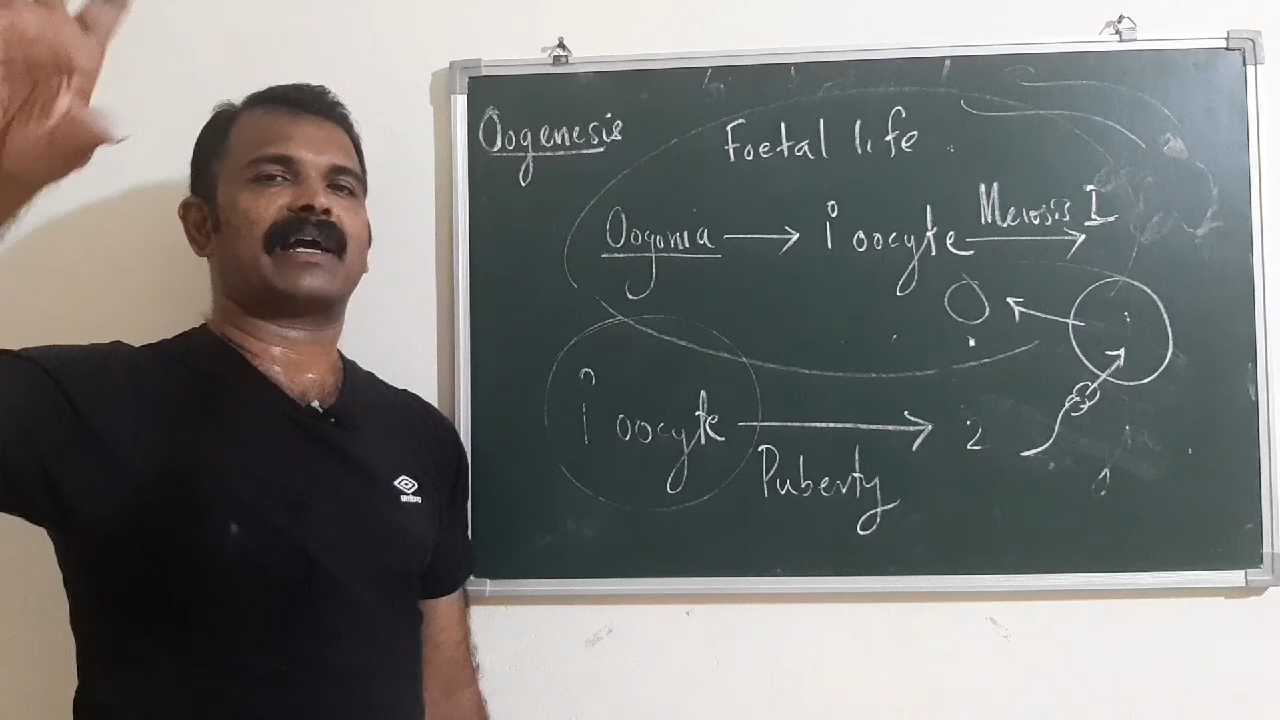 Oogenesis
Foetal life
Oogonia → i oocyte Meiosis I →
i oocyte → 2
Puberty
umbro